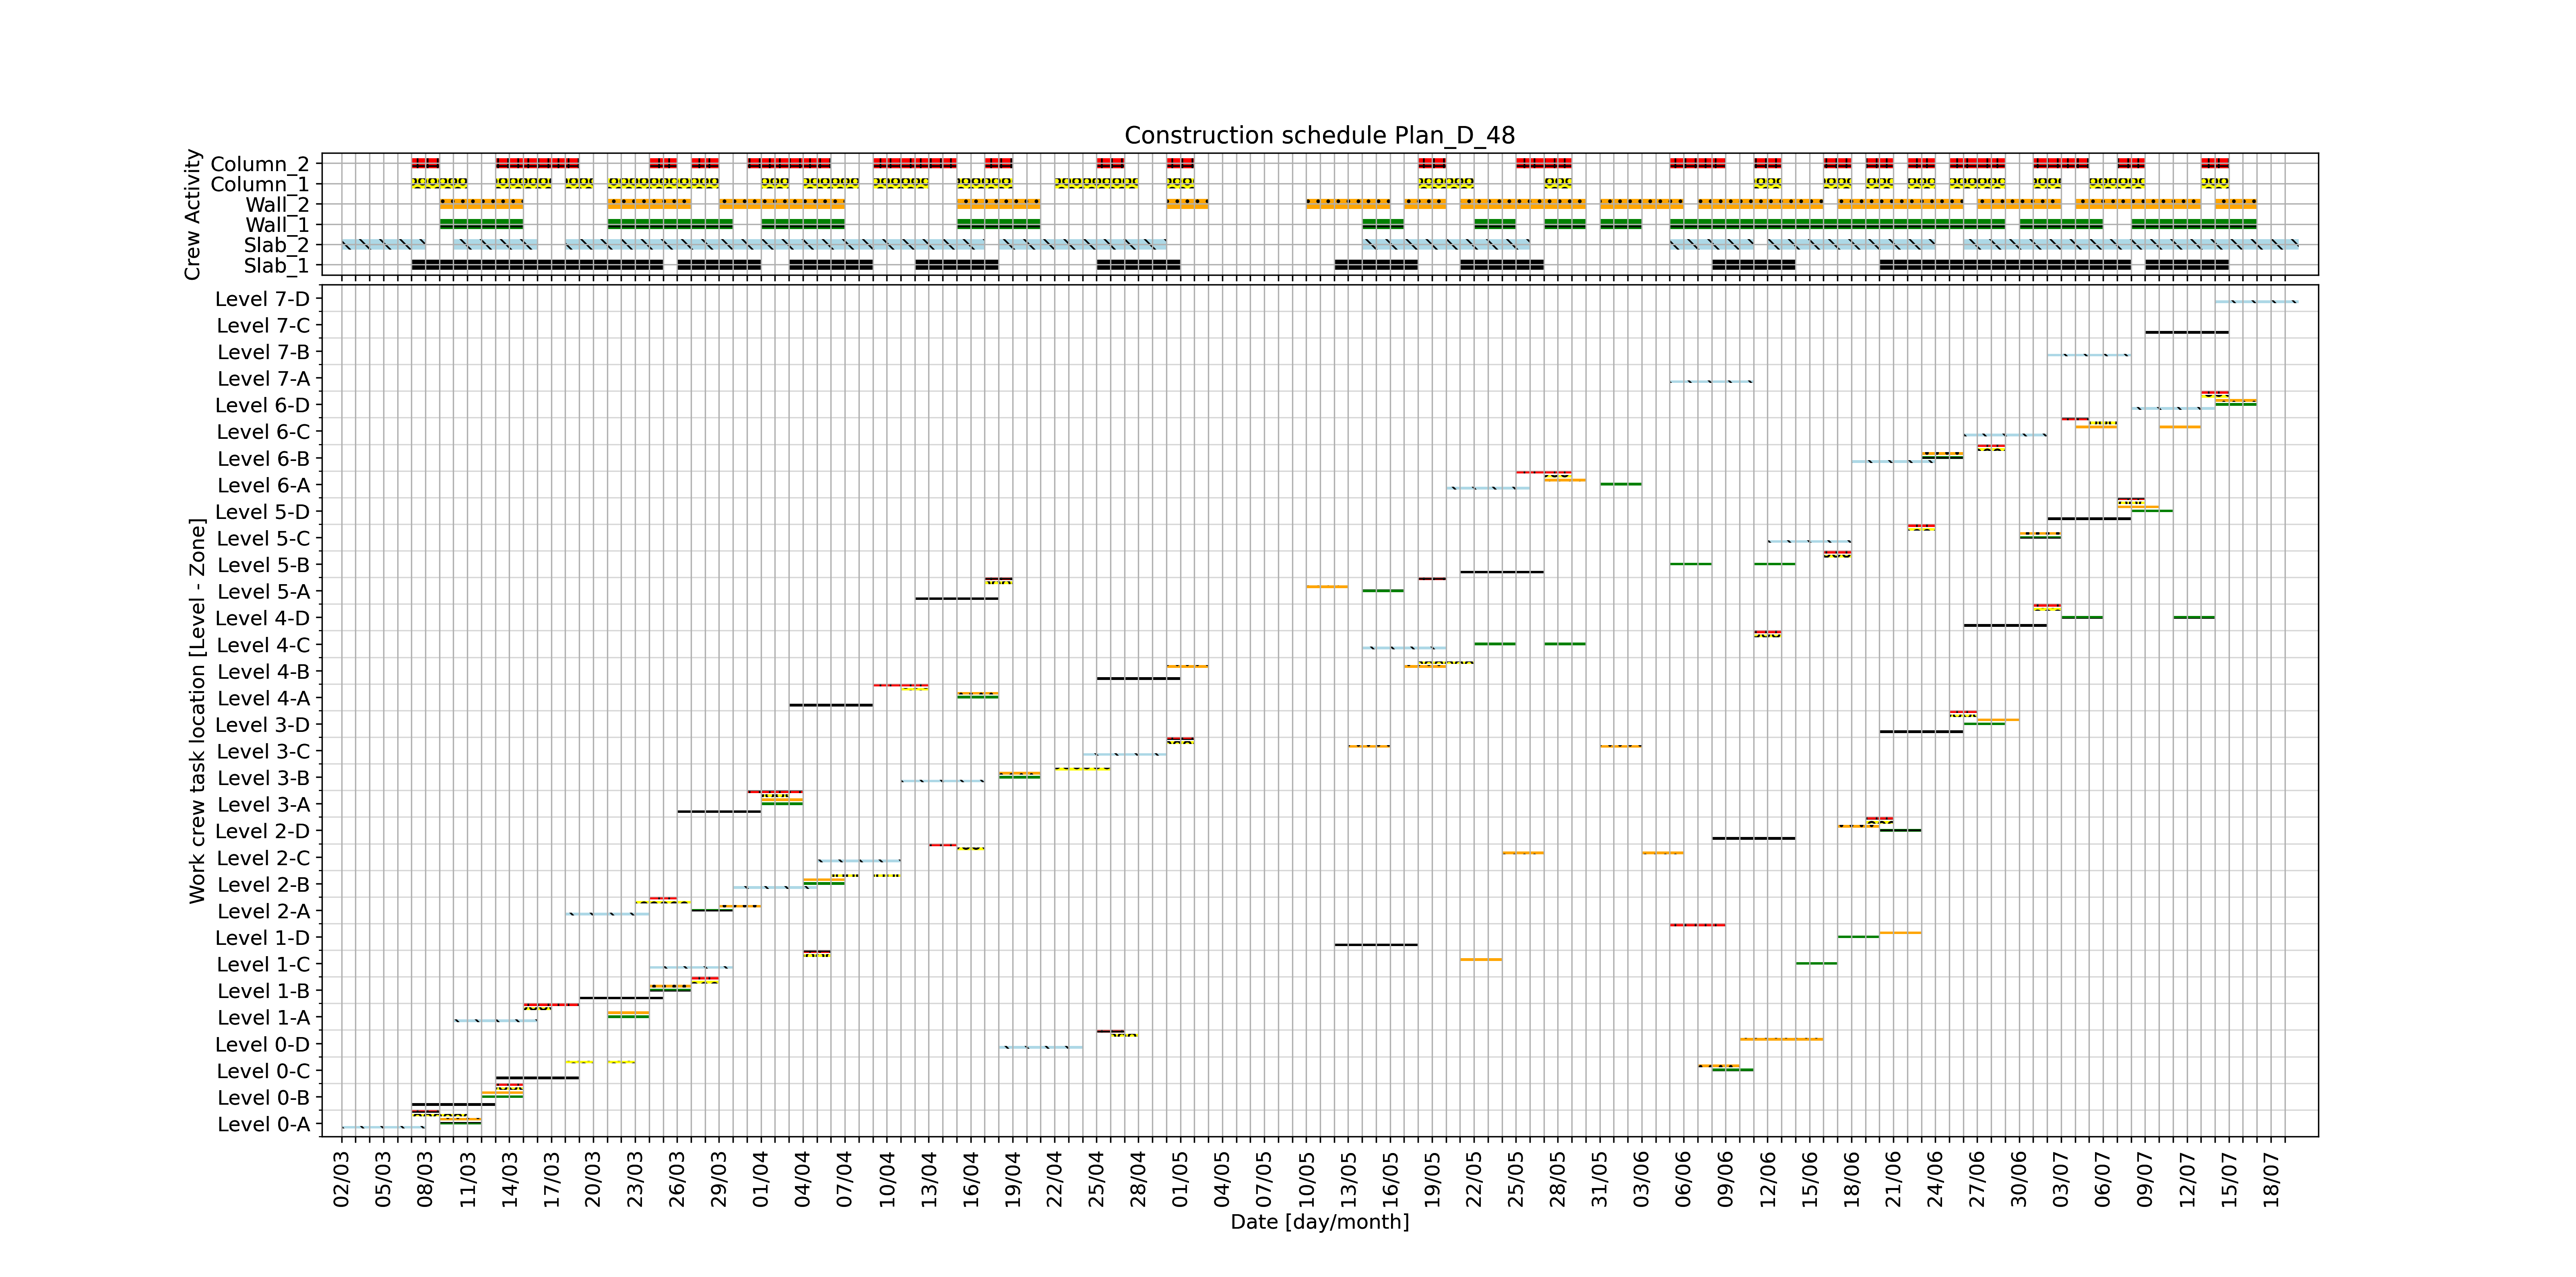 Construction schedule Plan_D_48
Crew Activity
Column_2
Column_1
Wall_2
Wall_1
Slab_2
Slab_1
Work crew task location [Level - Zone]
Level 7-D
Level 7-C
Level 7-B
Level 7-A
Level 6-D
Level 6-C
Level 6-B
Level 6-A
Level 5-D
Level 5-C
Level 5-B
Level 5-A
Level 4-D
Level 4-C
Level 4-B
Level 4-A
Level 3-D
Level 3-C
Level 3-B
Level 3-A
Level 2-D
Level 2-C
Level 2-B
Level 2-A
Level 1-D
Level 1-C
Level 1-B
Level 1-A
Level 0-D
Level 0-C
Level 0-B
Level 0-A
02/03 05/03 08/03 11/03 14/03 17/03 20/03 23/03 26/03 29/03 01/04 04/04 07/04 10/04 13/04 16/04 19/04 22/04 25/04 28/04 01/05 04/05 07/05 10/05 13/05 16/05 19/05 22/05 25/05 28/05 31/05 03/06 06/06 09/06 12/06 15/06 18/06 21/06 24/06 27/06 30/06 03/07 06/07 09/07 12/07 15/07 18/07
Date [day/month]